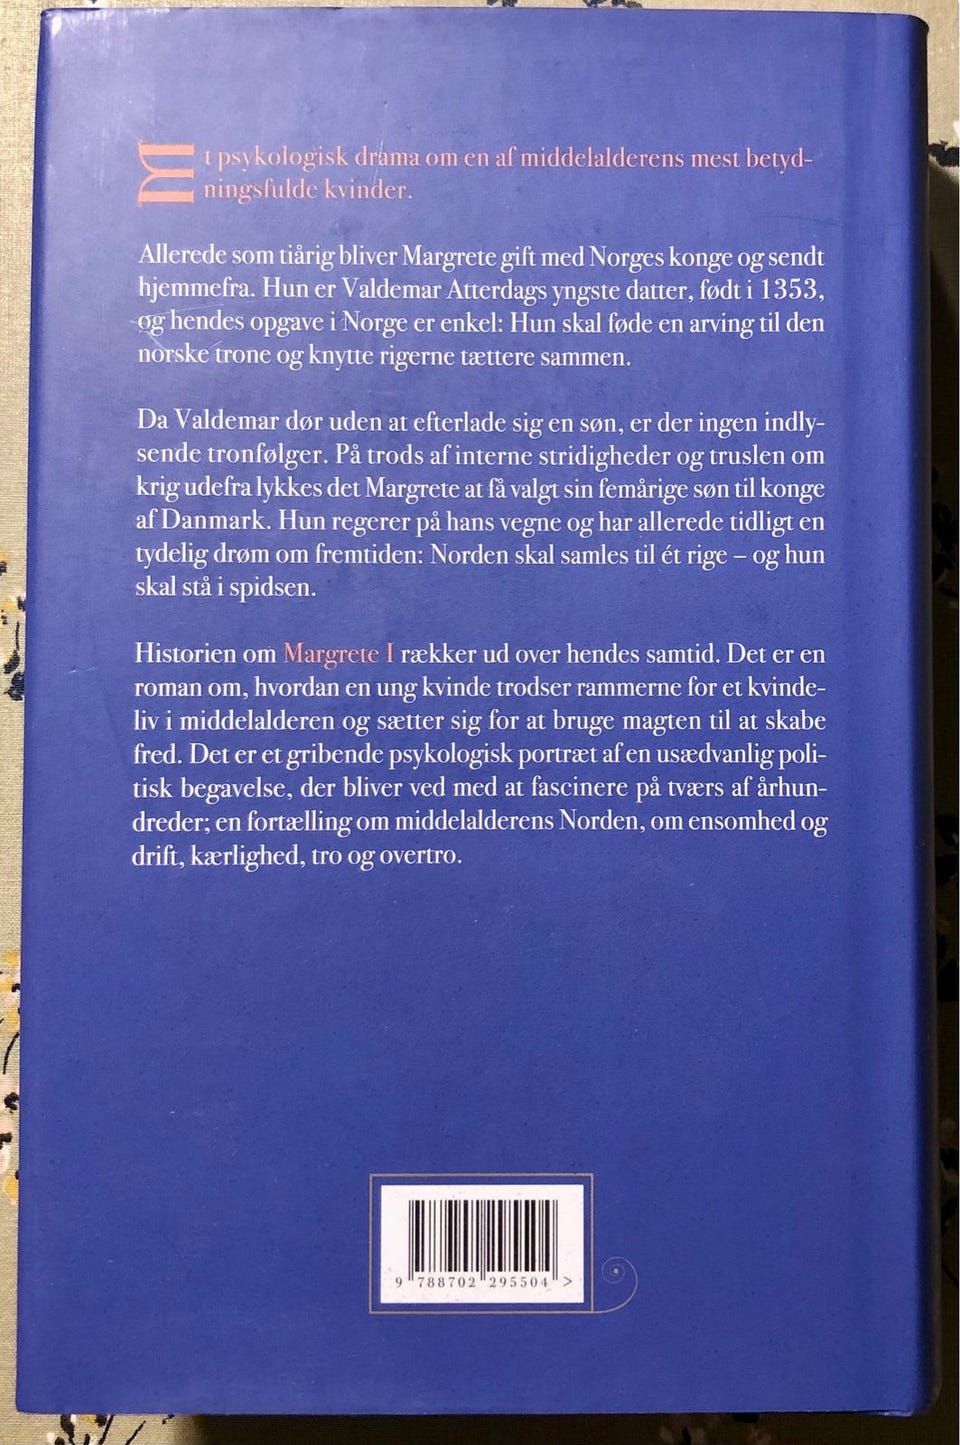 Et psykologisk drama om en af middelalderens mest betyd-
ningsfulde kvinder.
Allerede som tiårig bliver Margrete gift med Norges konge og sendt
hjemmefra. Hun er Valdemar Atterdags yngste datter, født i 1353,
og hendes opgave i Norge er enkel: Hun skal føde en arving til den
norske trone og knytte rigerne tættere sammen.
Da Valdemar dør uden at efterlade sig en søn, er der ingen indly-
sende tronfølger. På trods af interne stridigheder og truslen om
krig udefra lykkes det Margrete at få valgt sin femårige søn til konge
af Danmark. Hun regerer på hans vegne og har allerede tidligt en
tydelig drøm om fremtiden: Norden skal samles til ét rige – og hun
skal stå i spidsen.
Historien om Margrete I rækker ud over hendes samtid. Det er en
roman om, hvordan en ung kvinde trodser rammerne for et kvinde-
liv i middelalderen og sætter sig for at bruge magten til at skabe
fred. Det er et gribende psykologisk portræt af en usædvanlig poli-
tisk begavelse, der bliver ved med at fascinere på tværs af århun-
dreder; en fortælling om middelalderens Norden, om ensomhed og
drift, kærlighed, tro og overtro.
9 788702 295504 >